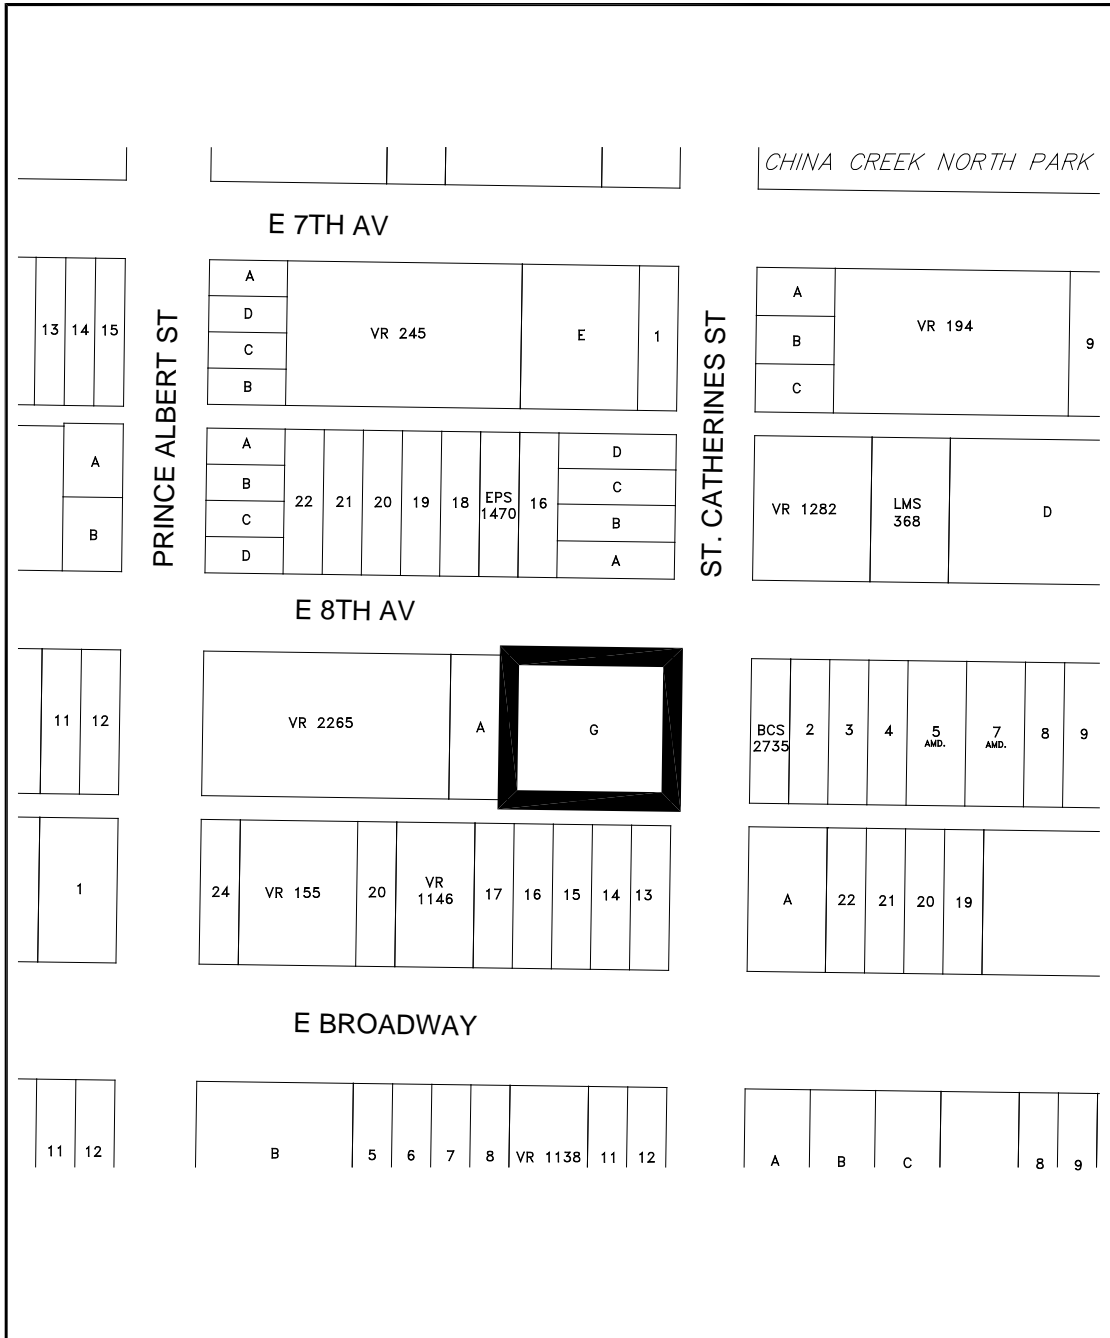 CHINA CREEK NORTH PARK
E 7TH AV
PRINCE ALBERT ST
ST. CATHERINES ST
13 14 15
A
D
C
B
VR 245
E
1
A
B
C
VR 194
9
A
B
A
B
C
D
22 21 20 19 18
EPS
1470
16
D
C
B
A
VR 1282
LMS
368
D
E 8TH AV
11 12
VR 2265
A
G
BCS
2735
2 3 4
5
AMD.
7
AMD.
8 9
1
24
VR 155
20
VR
1146
17 16 15 14 13
A
22 21 20 19
E BROADWAY
11 12
B
5 6 7 8
VR 1138
11 12
A B C
8 9